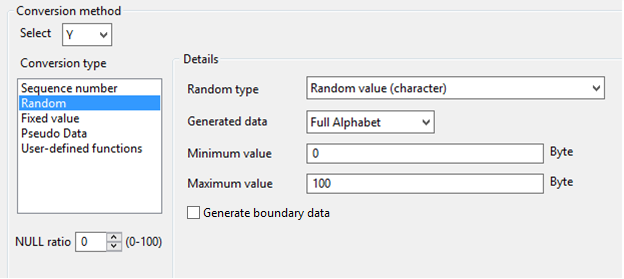 Conversion method
Select Y
Conversion type
Sequence number
Random
Fixed value
Pseudo Data
User-defined functions
NULL ratio 0 (0-100)
Details
Random type Random value (character)
Generated data Full Alphabet
Minimum value 0 Byte
Maximum value 100 Byte
Generate boundary data